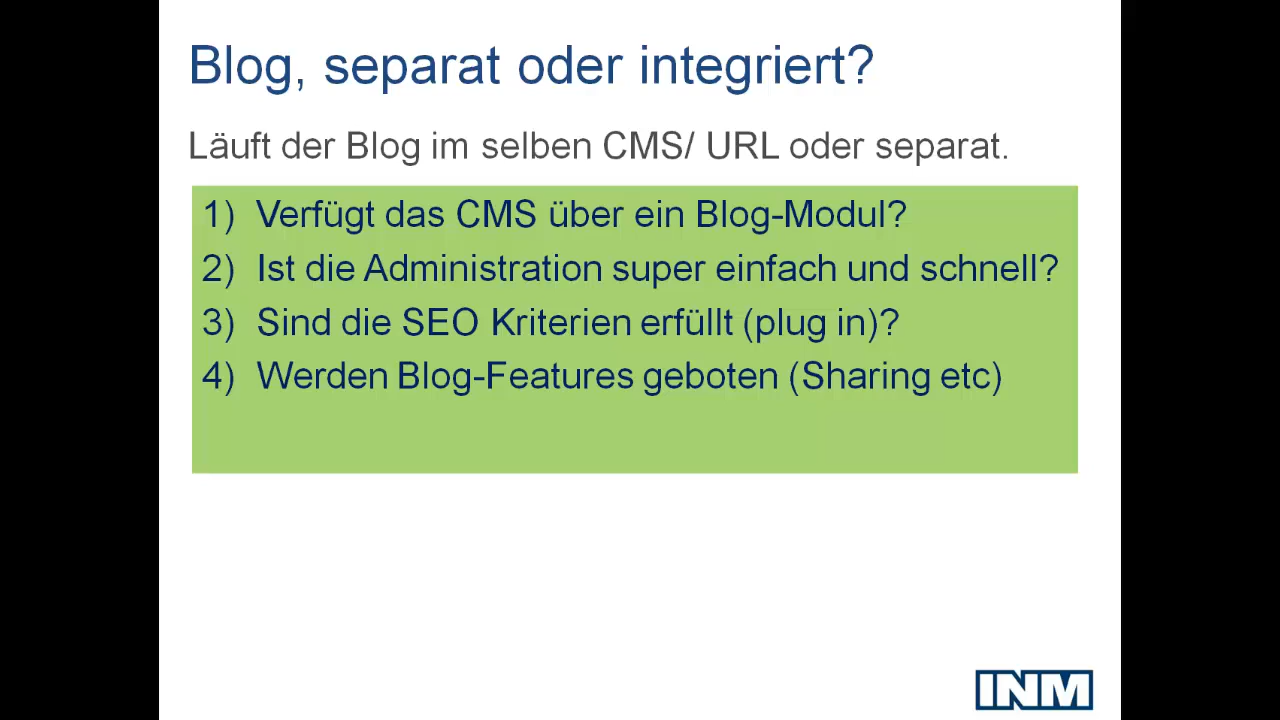 Blog, separat oder integriert?
Läuft der Blog im selben CMS/ URL oder separat.
1) Verfügt das CMS über ein Blog-Modul?
2) Ist die Administration super einfach und schnell?
3) Sind die SEO Kriterien erfüllt (plug in)?
4) Werden Blog-Features geboten (Sharing etc)
INM